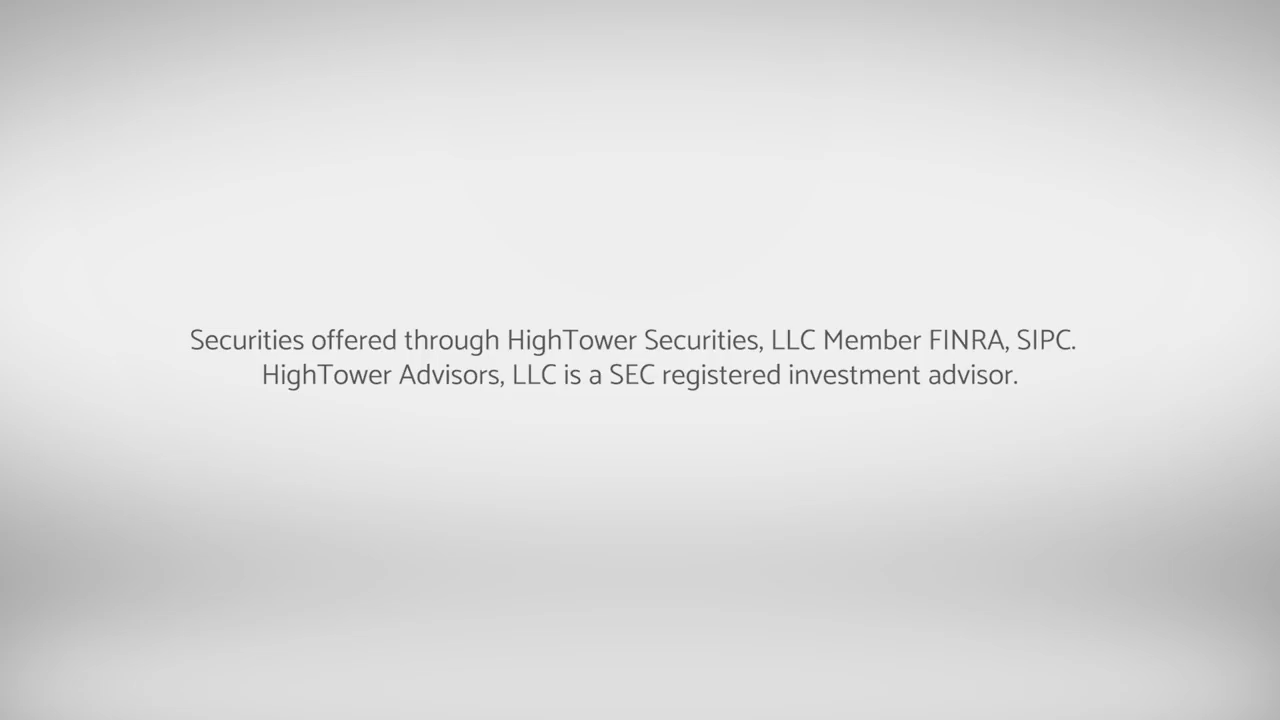 Securities offered through HighTower Securities, LLC Member FINRA, SIPC.
HighTower Advisors, LLC is a SEC registered investment advisor.